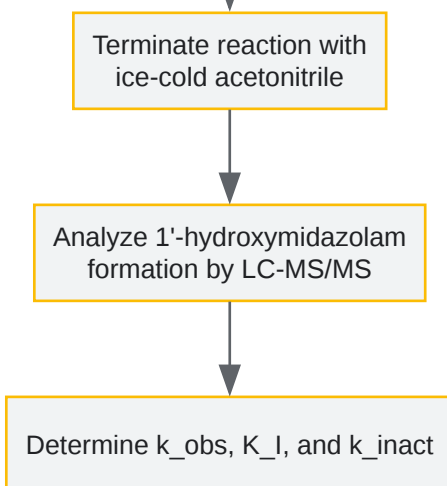 Terminate reaction with
ice-cold acetonitrile
Analyze 1'-hydroxymidazolam
formation by LC-MS/MS
Determine k_obs, K_I, and k_inact